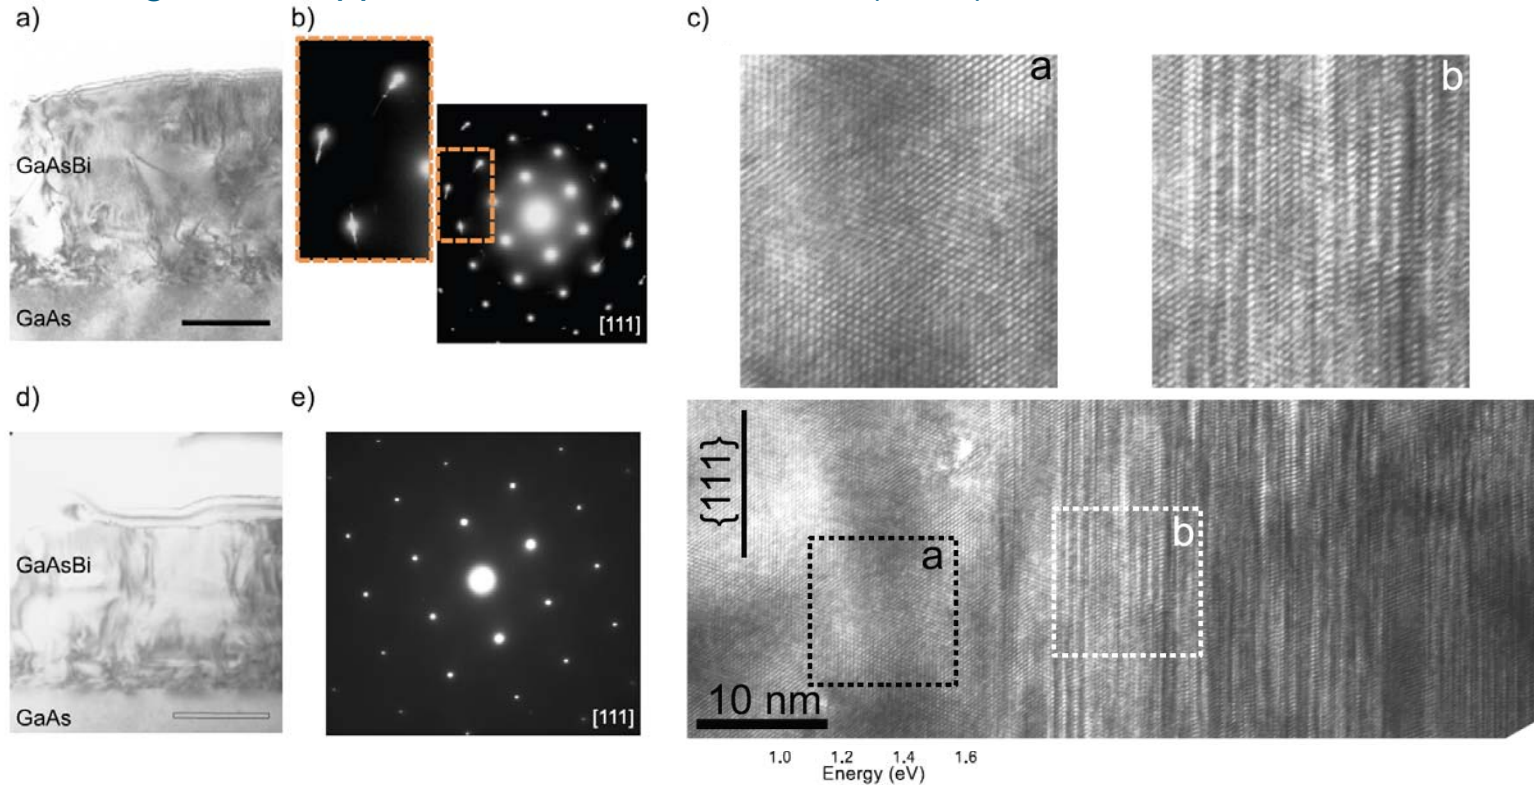 a)
b)
c)
GaAsBi
GaAs
[111]
a
b
d)
e)
GaAsBi
GaAs
[111]
{111}
a
b
10 nm
1.0 1.2 1.4 1.6
Energy (eV)